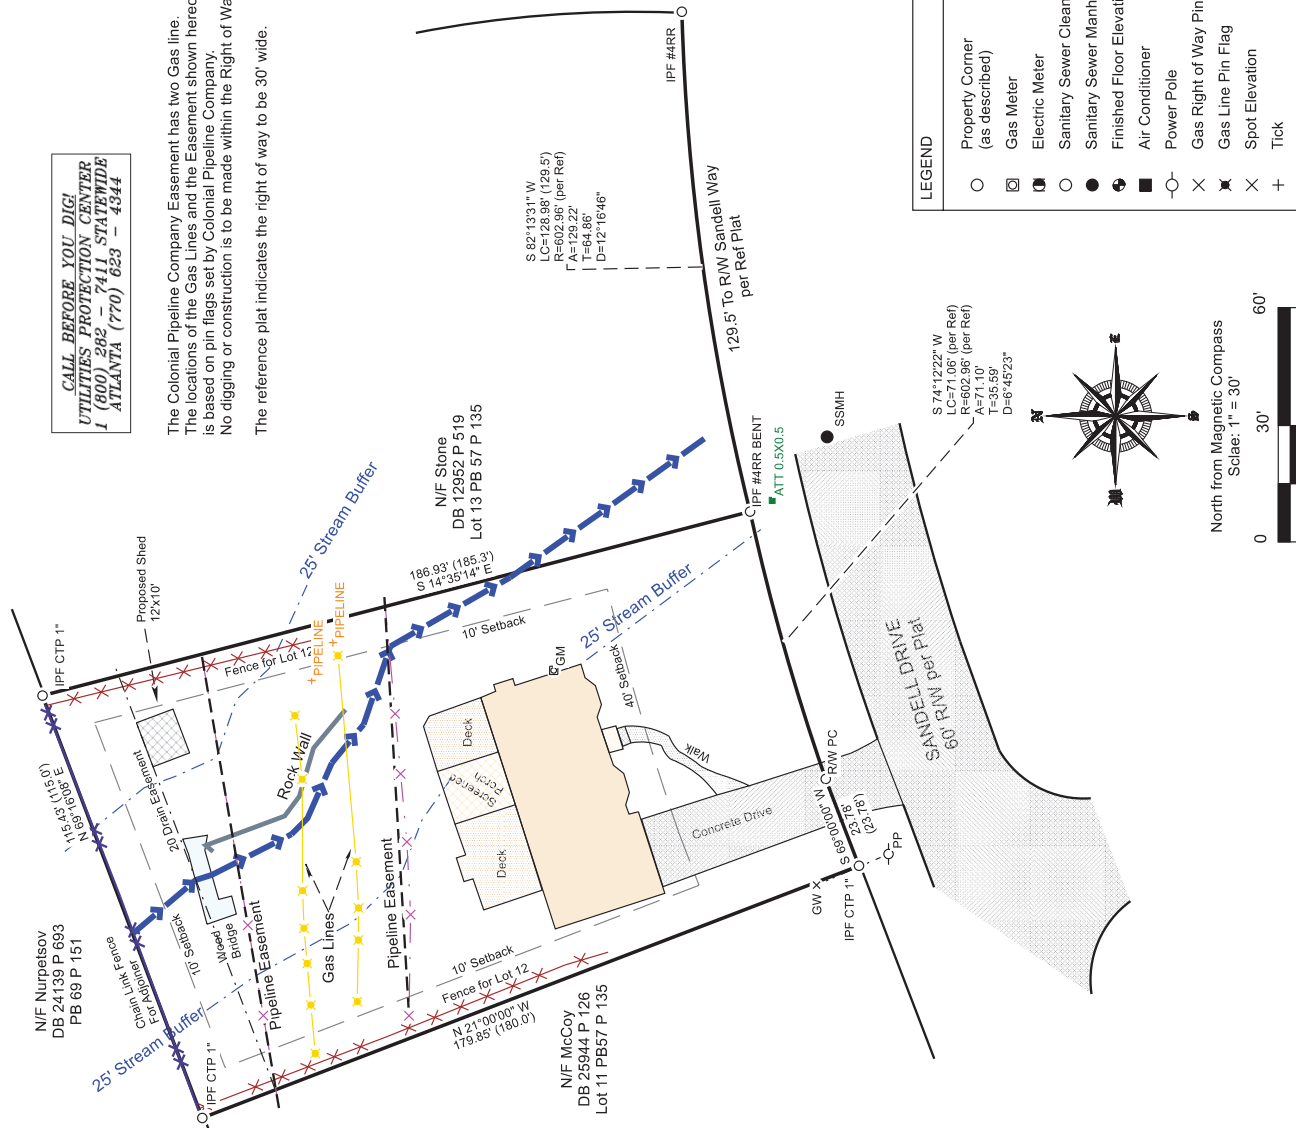 CALL BEFORE YOU DIG!
UTILITIES PROTECTION CENTER
1 (800) 282 - 7411 STATEWIDE
ATLANTA (770) 623 - 4344
The Colonial Pipeline Company Easement has two Gas line.
The locations of the Gas Lines and the Easement shown
is based on pin flags set by Colonial Pipeline Company.
No digging or construction is to be made within the Right of
The reference plat indicates the right of way to be 30' wide.
IPF #4RR
S 82°13'31" W
LC=128.98' (129.5')
R=602.96' (per Ref)
A=129.22'
T=64.86'
D=12°16'46"
129.5' To R/W Sandell Way
per Ref Plat
LEGEND
Property Corner
(as described)
Gas Meter
Electric Meter
Sanitary Sewer
Sanitary Sewer
Finished Floor
Air Conditioner
Power Pole
Gas Right of Way Pin
Gas Line Pin Flag
Spot Elevation
Tick
S 74°12'22" W
LC=71.06' (per Ref)
R=602.96' (per Ref)
A=71.10'
T=35.59'
D=6°45'23"
N
E
S
W
North from Magnetic Compass
Sclae: 1" = 30'
0
30'
60'
SSMH
IPF #4RR BENT
ATT 0.5X0.5
N/F Stone
DB 12952 P 519
Lot 13 PB 57 P 135
25' Stream Buffer
186.93' (185.3')
S 14°35'14" E
Proposed Shed
12'x10'
IPF CTP 1"
Fence for Lot 12
+PIPELINE
+PIPELINE
10' Setback
25' Stream Buffer
GM
40' Setback
115.43' (115.0')
N 69°16'08" E
20 Drain Easement
Rock Wall
Deck
Screened
Porch
Deck
Walk
Concrete Drive
SANDELL DRIVE
60' R/W per Plat
R/W PC
S 69°00'00" W
23.78'
(23.78')
PP
GW
IPF CTP 1"
N/F Nurpetsov
DB 24139 P 693
PB 69 P 151
Chain Link Fence
For Adjoiner
10' Setback
Wood
Bridge
Pipeline Easement
Gas Lines
Pipeline Easement
25' Stream Buffer
10' Setback
Fence for Lot 12
N 21°00'00" W
179.85' (180.0')
IPF CTP 1"
N/F McCoy
DB 25944 P 126
Lot 11 PB57 P 135